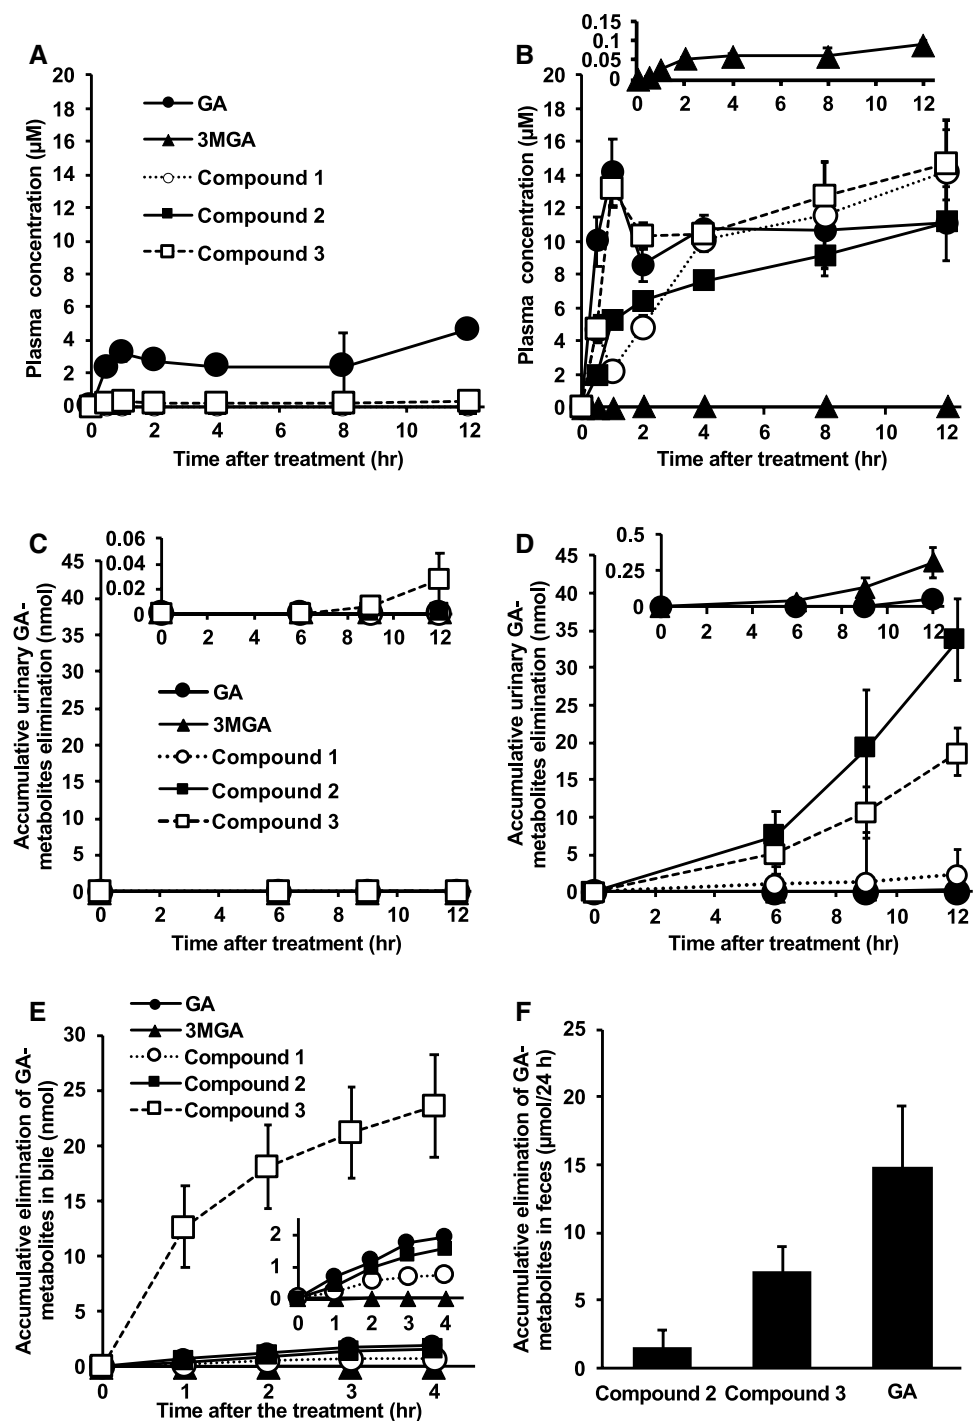 A
Plasma concentration (µM)
20
18
16
14
12
10
8
6
4
2
0
GA
3MGA
Compound 1
Compound 2
Compound 3
0 2 4 6 8 10 12
Time after treatment (hr)
B
0.15
0.1
0.05
0
0 2 4 6 8 10 12
Plasma concentration (µM)
20
18
16
14
12
10
8
6
4
2
0
0 2 4 6 8 10 12
Time after treatment (hr)
C
0.06
0.04
0.02
0
0 2 4 6 8 10 12
Accumulative urinary GA-
metabolites elimination (nmol)
45
40
35
30
25
20
15
10
5
0
GA
3MGA
Compound 1
Compound 2
Compound 3
0 2 4 6 8 10 12
Time after treatment (hr)
D
0.5
0.25
0
0 2 4 6 8 10 12
Accumulative urinary GA-
metabolites elimination (nmol)
45
40
35
30
25
20
15
10
5
0
0 2 4 6 8 10 12
Time after treatment (hr)
E
GA
3MGA
Compound 1
Compound 2
Compound 3
Accumulative elimination of GA-
metabolites in bile (nmol)
30
25
20
15
10
5
0
2
1
0
0 1 2 3 4
0 1 2 3 4
Time after the treatment (hr)
F
Accumulative elimination of GA-
metabolites in feces (µmol/24 h)
25
20
15
10
5
0
Compound 2 Compound 3 GA